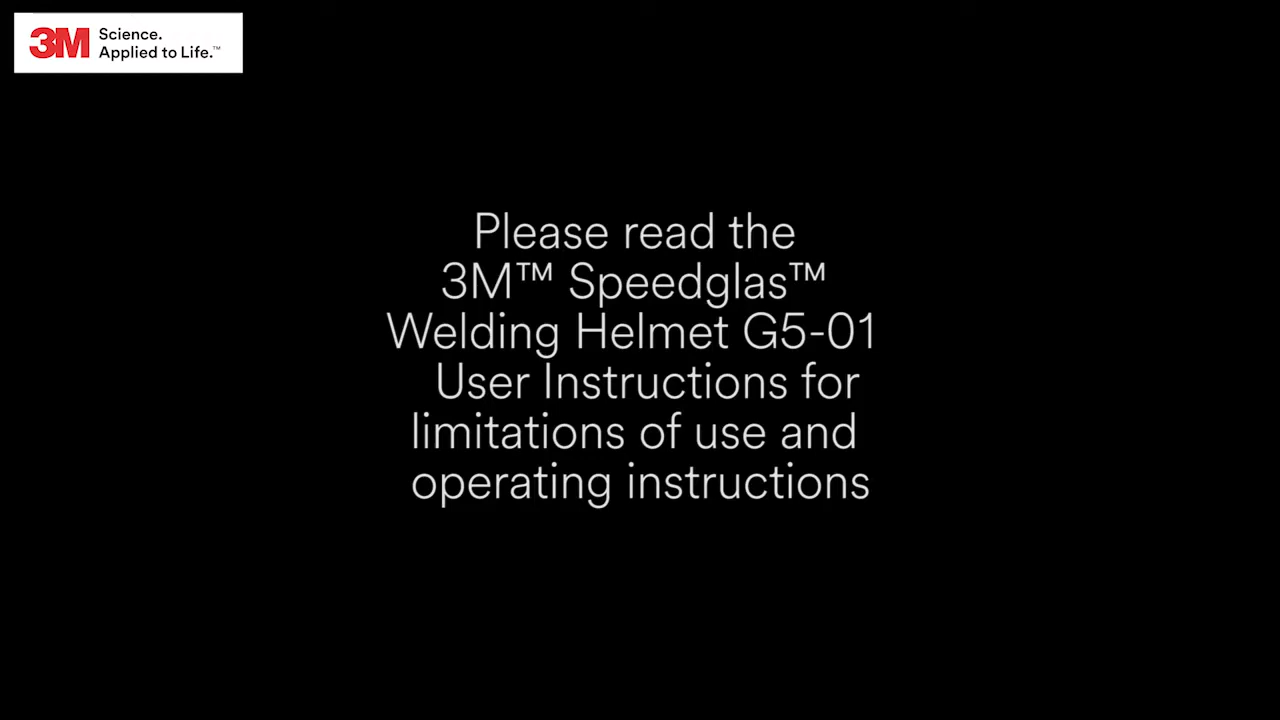 3M Science.
Applied to Life.™
Please read the
3M™ Speedglas™
Welding Helmet G5-01
User Instructions for
limitations of use and
operating instructions